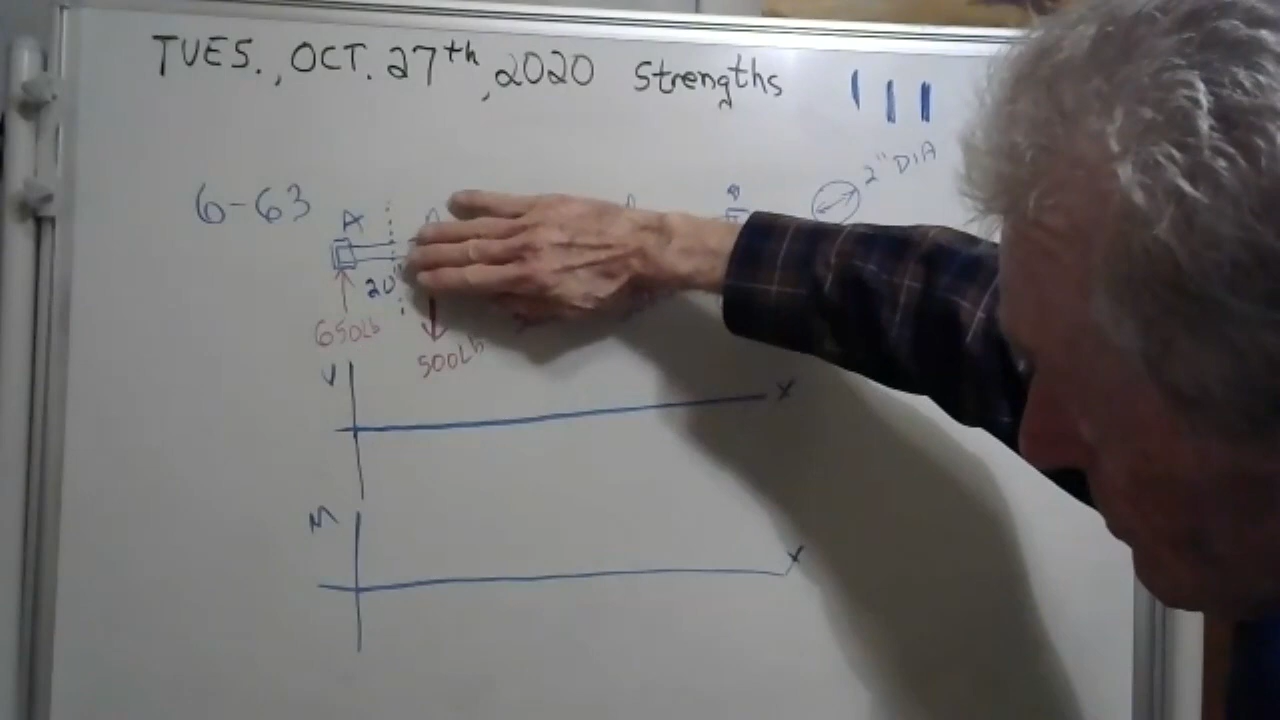 TUES., OCT. 27th, 2020 Strengths
2" DIA
6-63
A
20"
650Lb
500Lb
V
X
M
X